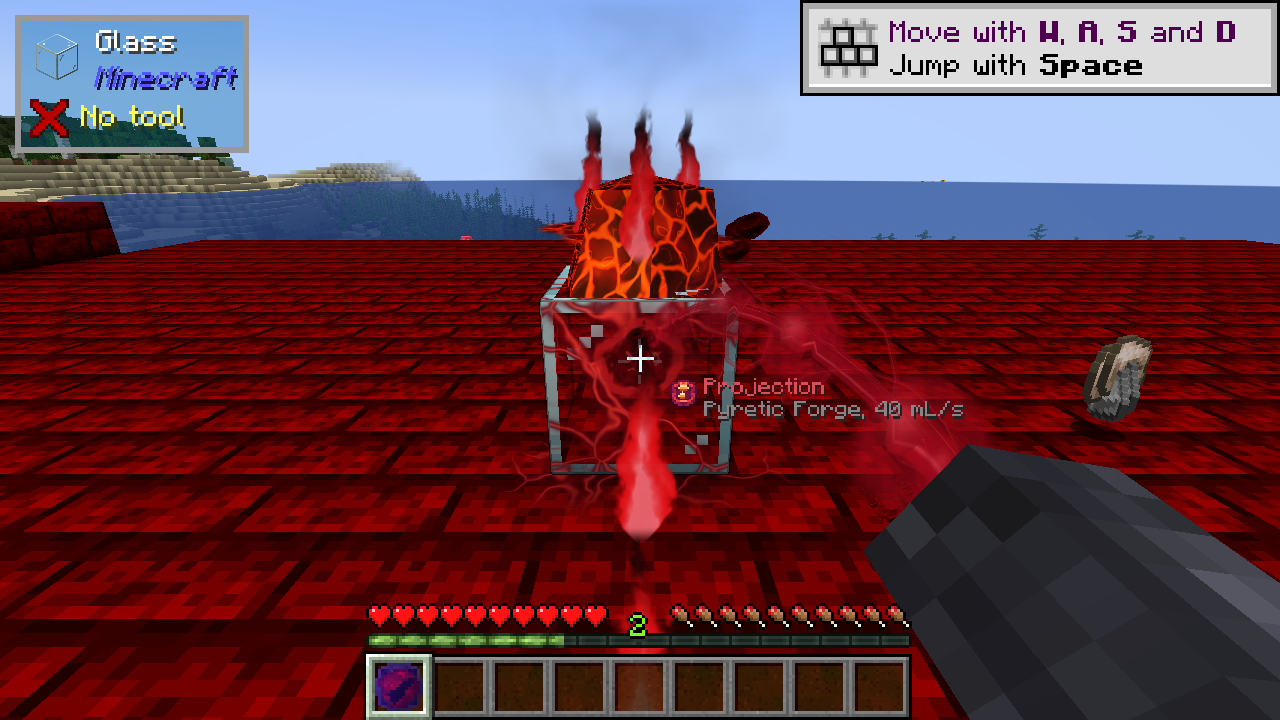 Glass
Minecraft
No tool
Move with W, A, S and D
Jump with Space
Projection
Pyretic Forge, 40 mL/s
2